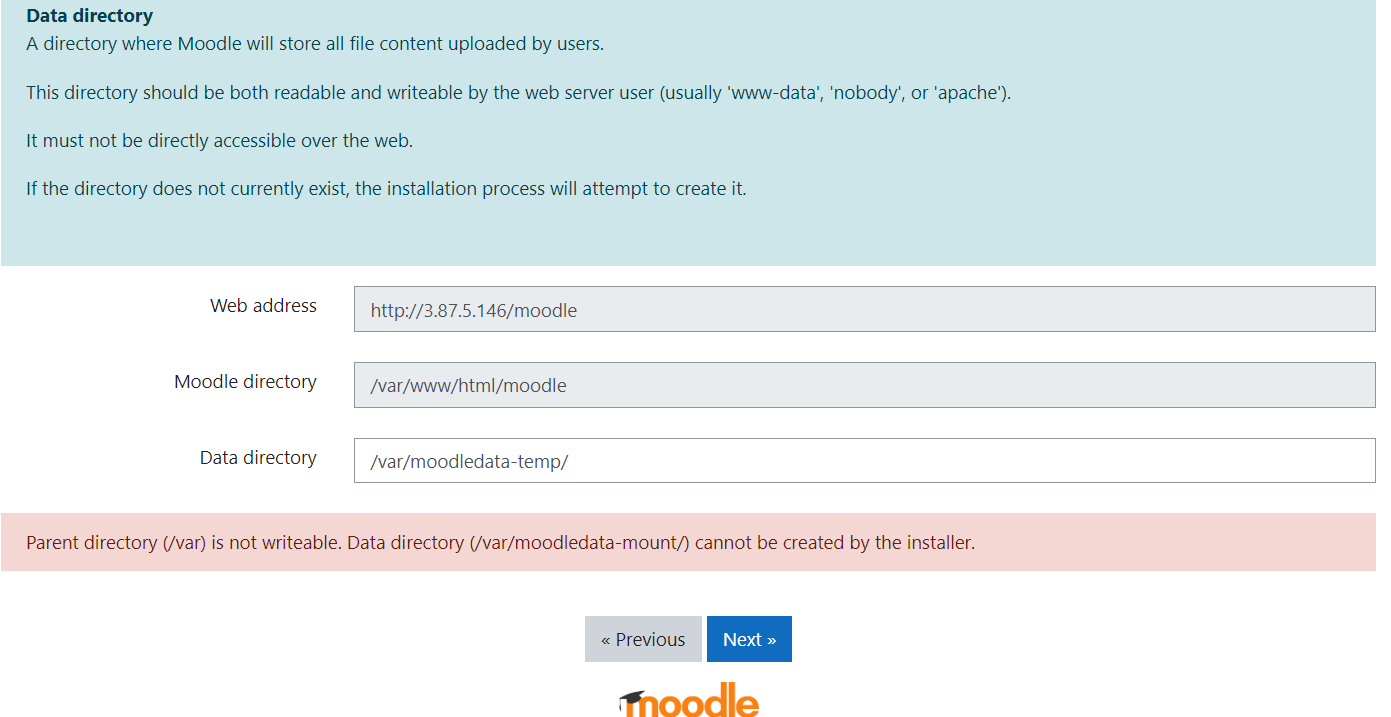 Data directory
A directory where Moodle will store all file content uploaded by users.
This directory should be both readable and writeable by the web server user (usually 'www-data', 'nobody', or 'apache').
It must not be directly accessible over the web.
If the directory does not currently exist, the installation process will attempt to create it.
Web address
http://3.87.5.146/moodle
Moodle directory
/var/www/html/moodle
Data directory
/var/moodledata-temp/
Parent directory (/var) is not writeable. Data directory (/var/moodledata-mount/) cannot be created by the installer.
« Previous Next »
moodle